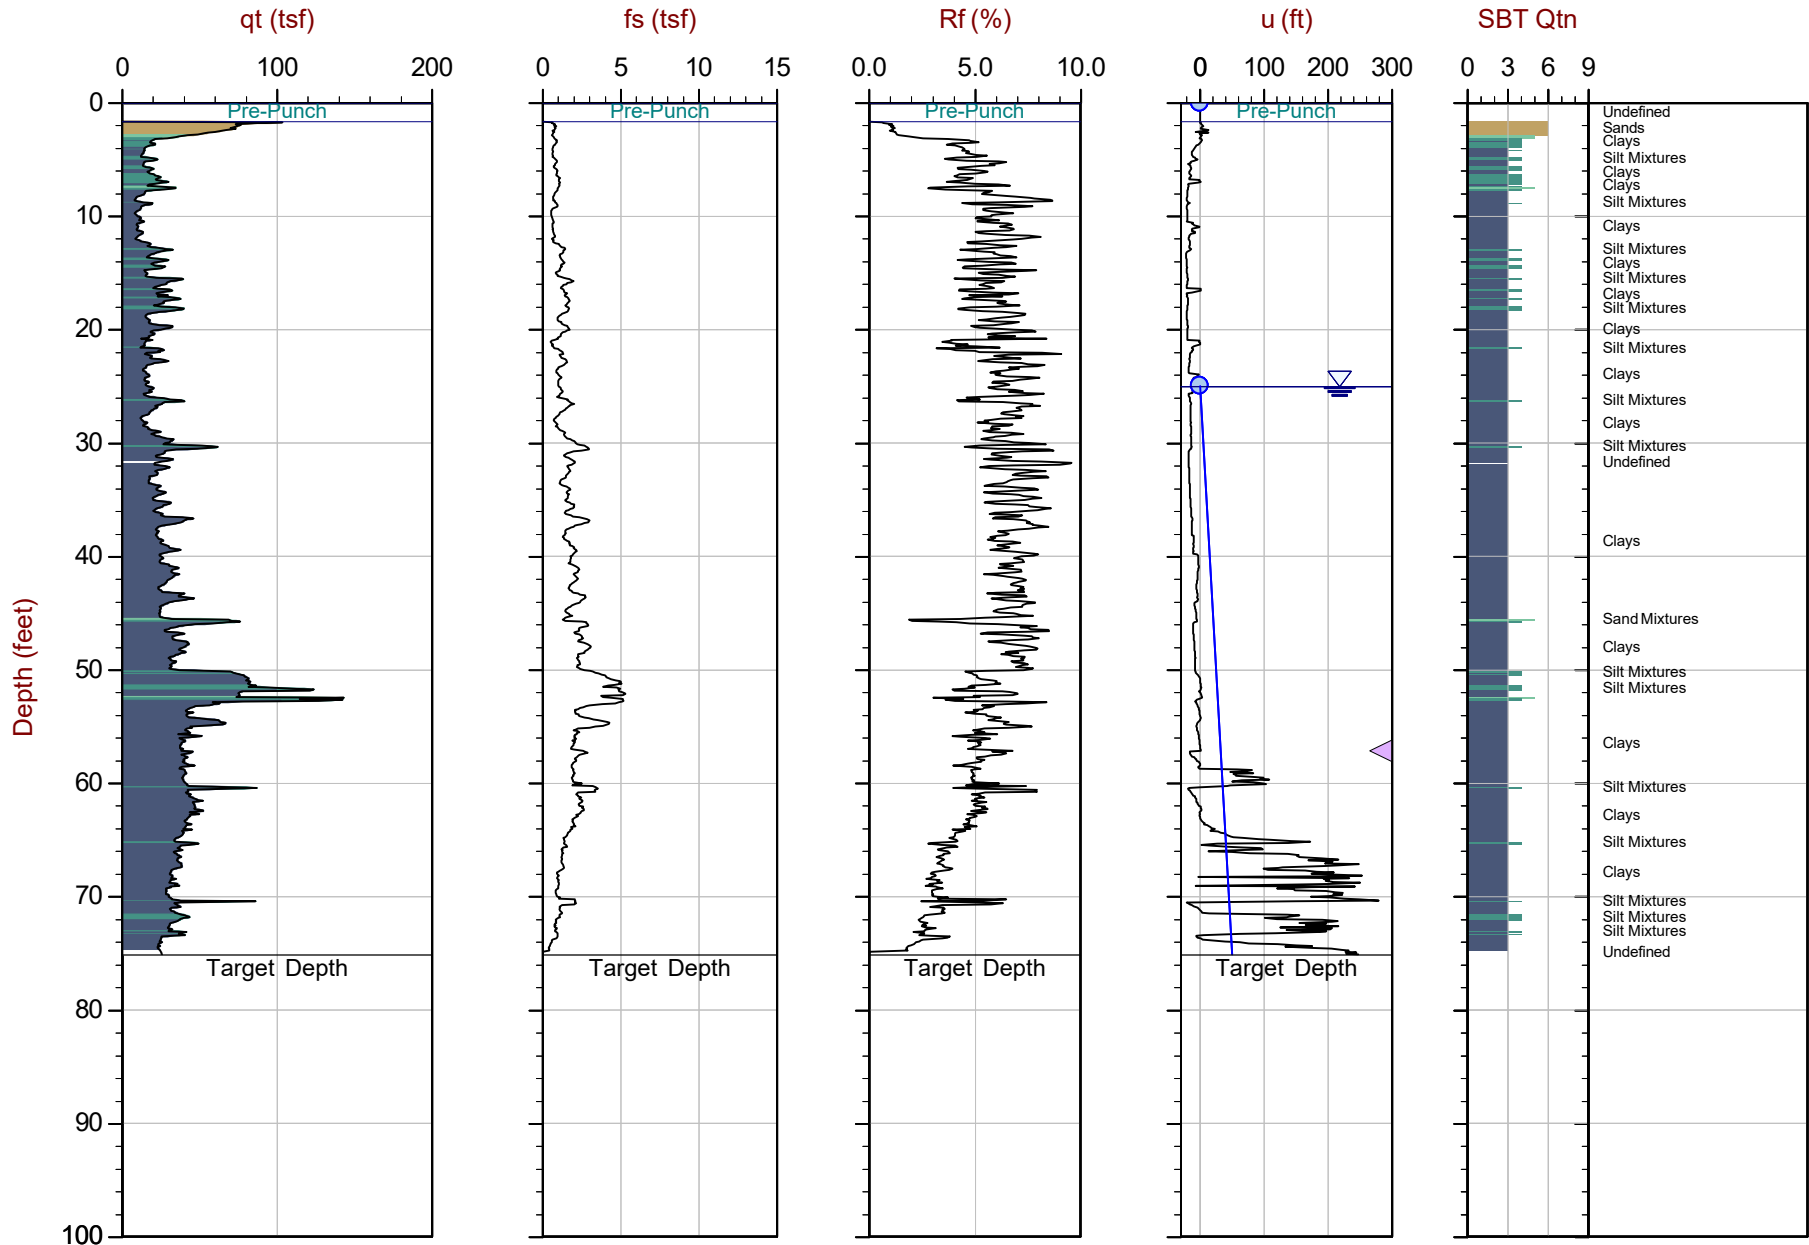 qt (tsf) fs (tsf) Rf (%) u (ft) SBT Qtn
0 100 200 0 5 10 15 0.0 5.0 10.0 0 100 200 300 0 3 6 9
0
Pre-Punch Pre-Punch Pre-Punch Pre-Punch
Undefined
Sands
Clays
Silt Mixtures
Clays
Clays
Silt Mixtures
10
Clays
Silt Mixtures
Clays
Silt Mixtures
Clays
Silt Mixtures
20
Clays
Silt Mixtures
Clays
Silt Mixtures
Clays
30
Silt Mixtures
Undefined
Clays
40
Sand Mixtures
Clays
50
Silt Mixtures
Silt Mixtures
Depth (feet)
Clays
60
Silt Mixtures
Clays
Silt Mixtures
Clays
70
Silt Mixtures
Silt Mixtures
Silt Mixtures
Undefined
Target Depth Target Depth Target Depth Target Depth
80
90
100